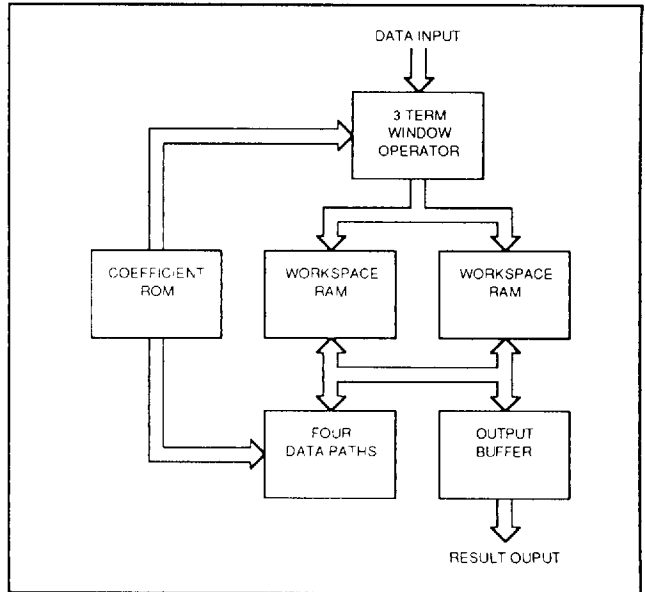 DATA INPUT
3 TERM
WINDOW
OPERATOR
COEFFICIENT
ROM
WORKSPACE
RAM
WORKSPACE
RAM
FOUR
DATA PATHS
OUTPUT
BUFFER
RESULT OUPUT